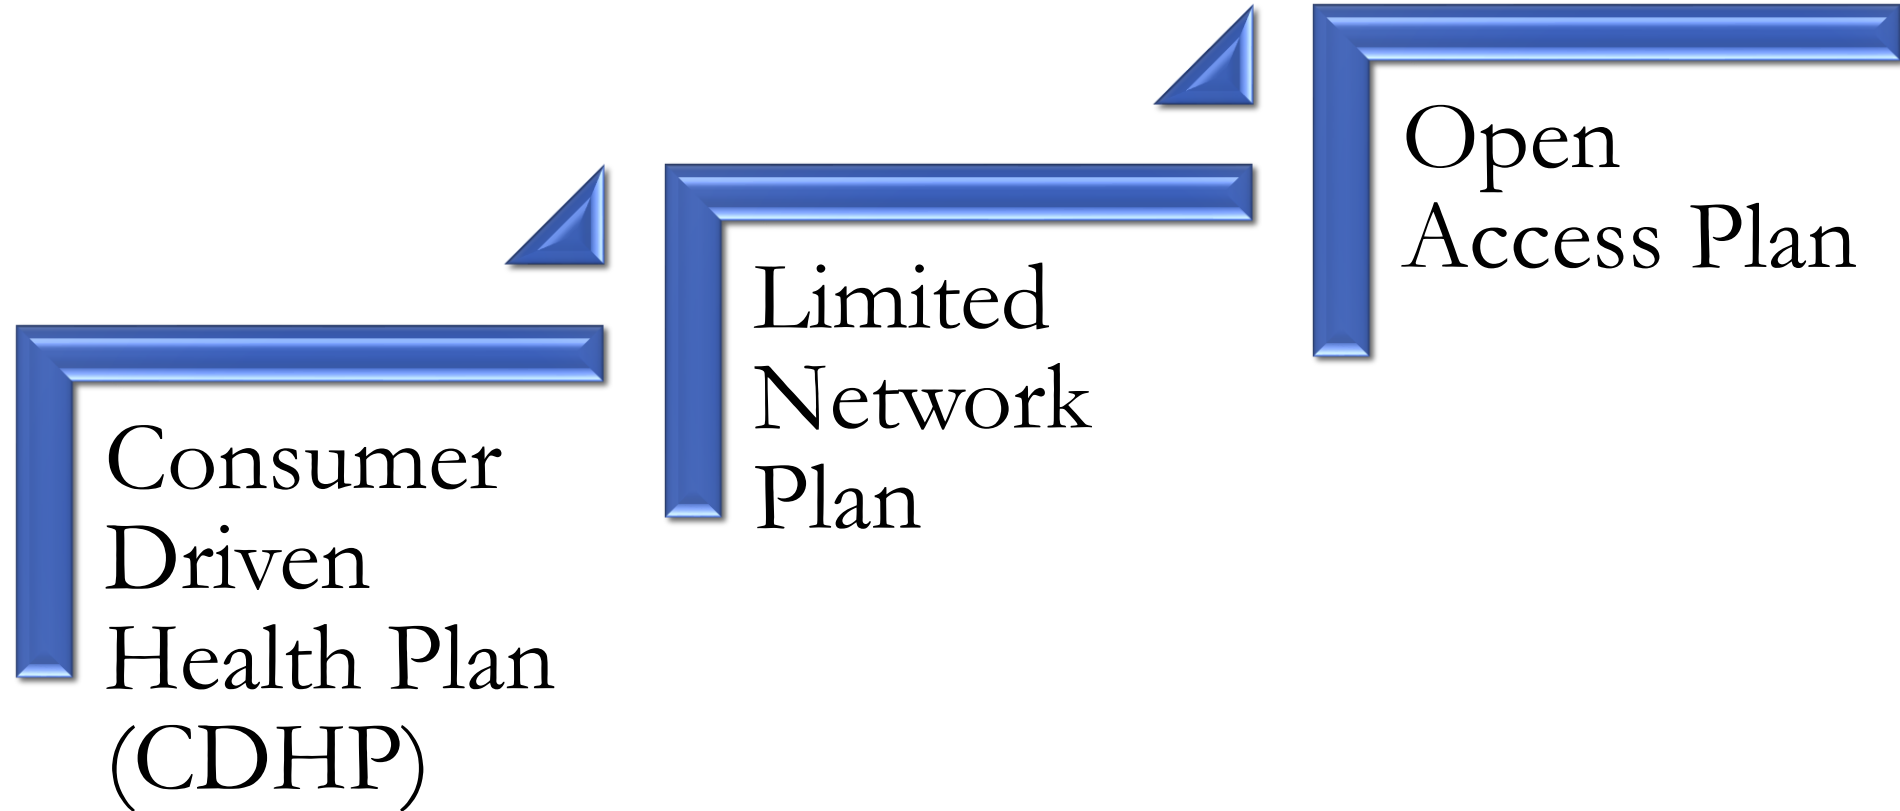 Consumer
Driven
Health Plan
(CDHP)
Limited
Network
Plan
Open
Access Plan